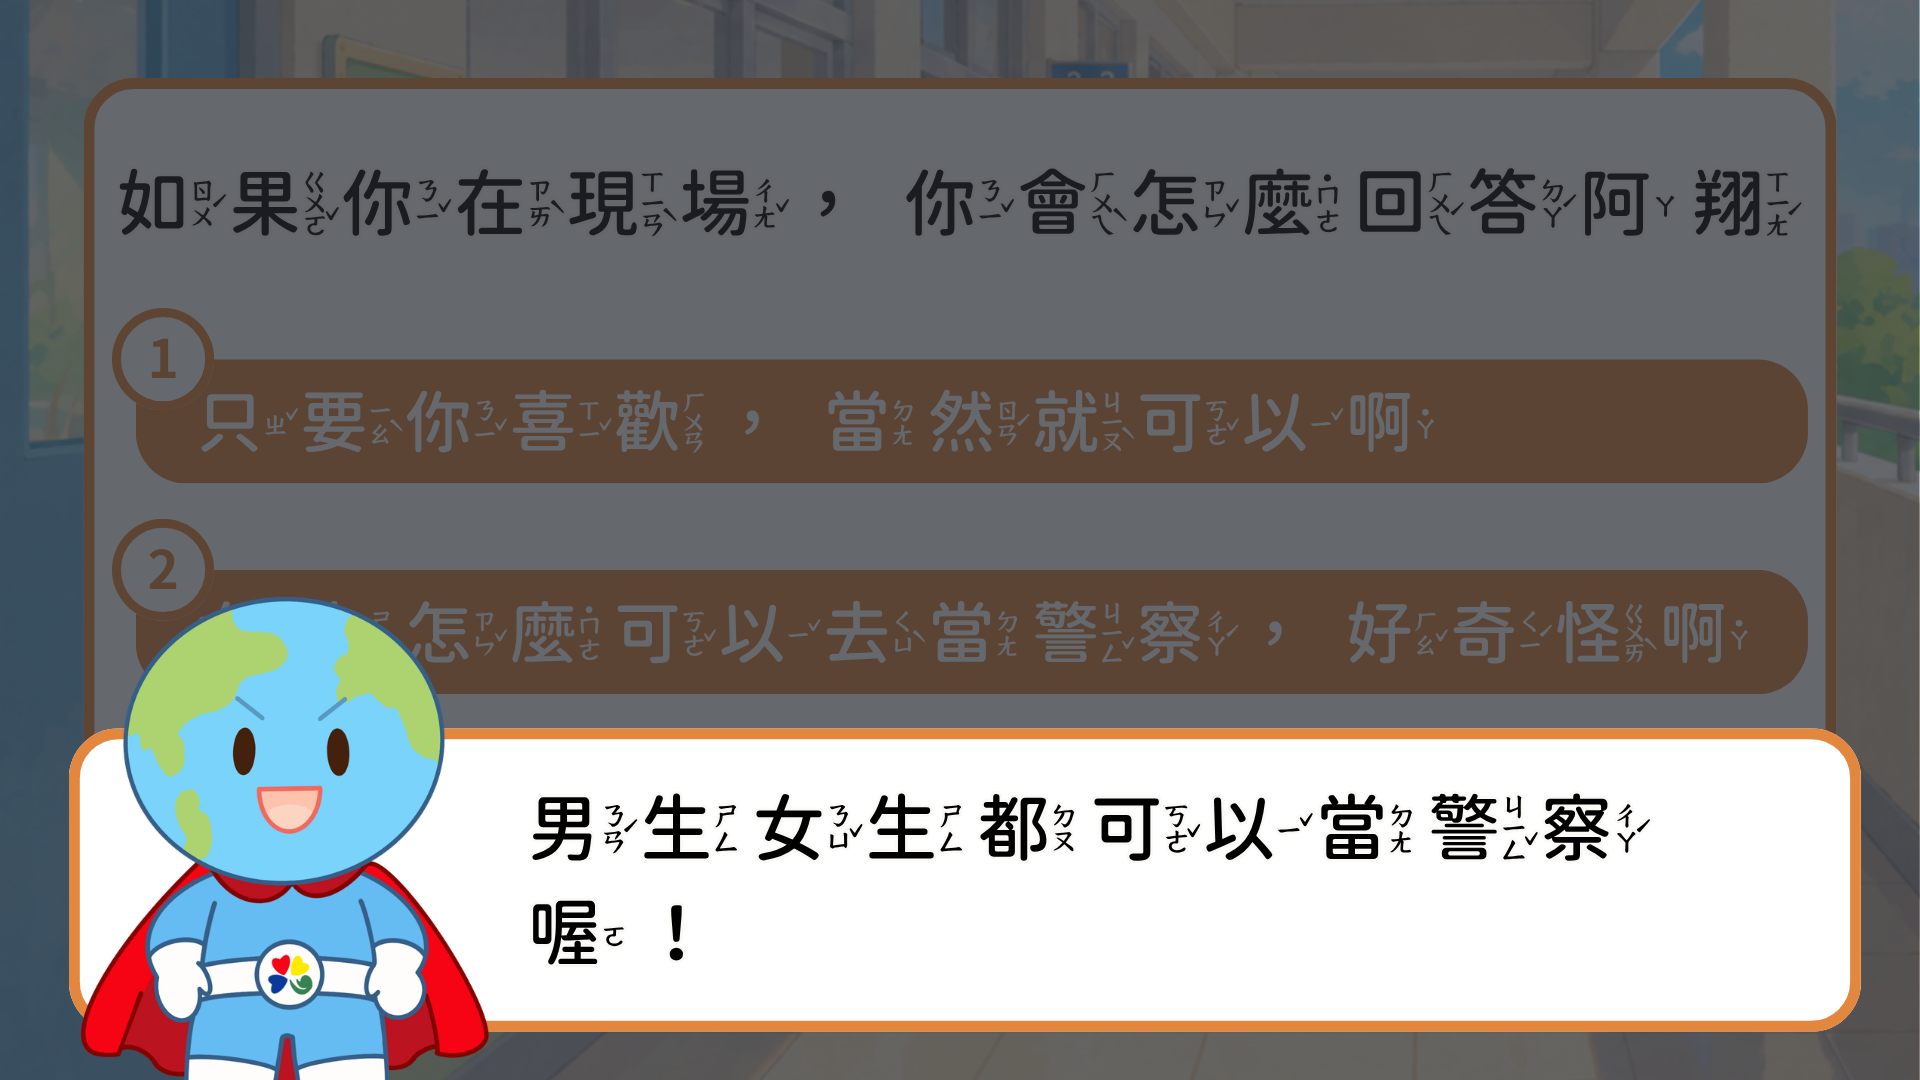 如果你在現場，你會怎麼回答阿翔
1
只要你喜歡，當然就可以啊
2
怎麼可以去當警察，好奇怪啊
男生女生都可以當警察
喔！